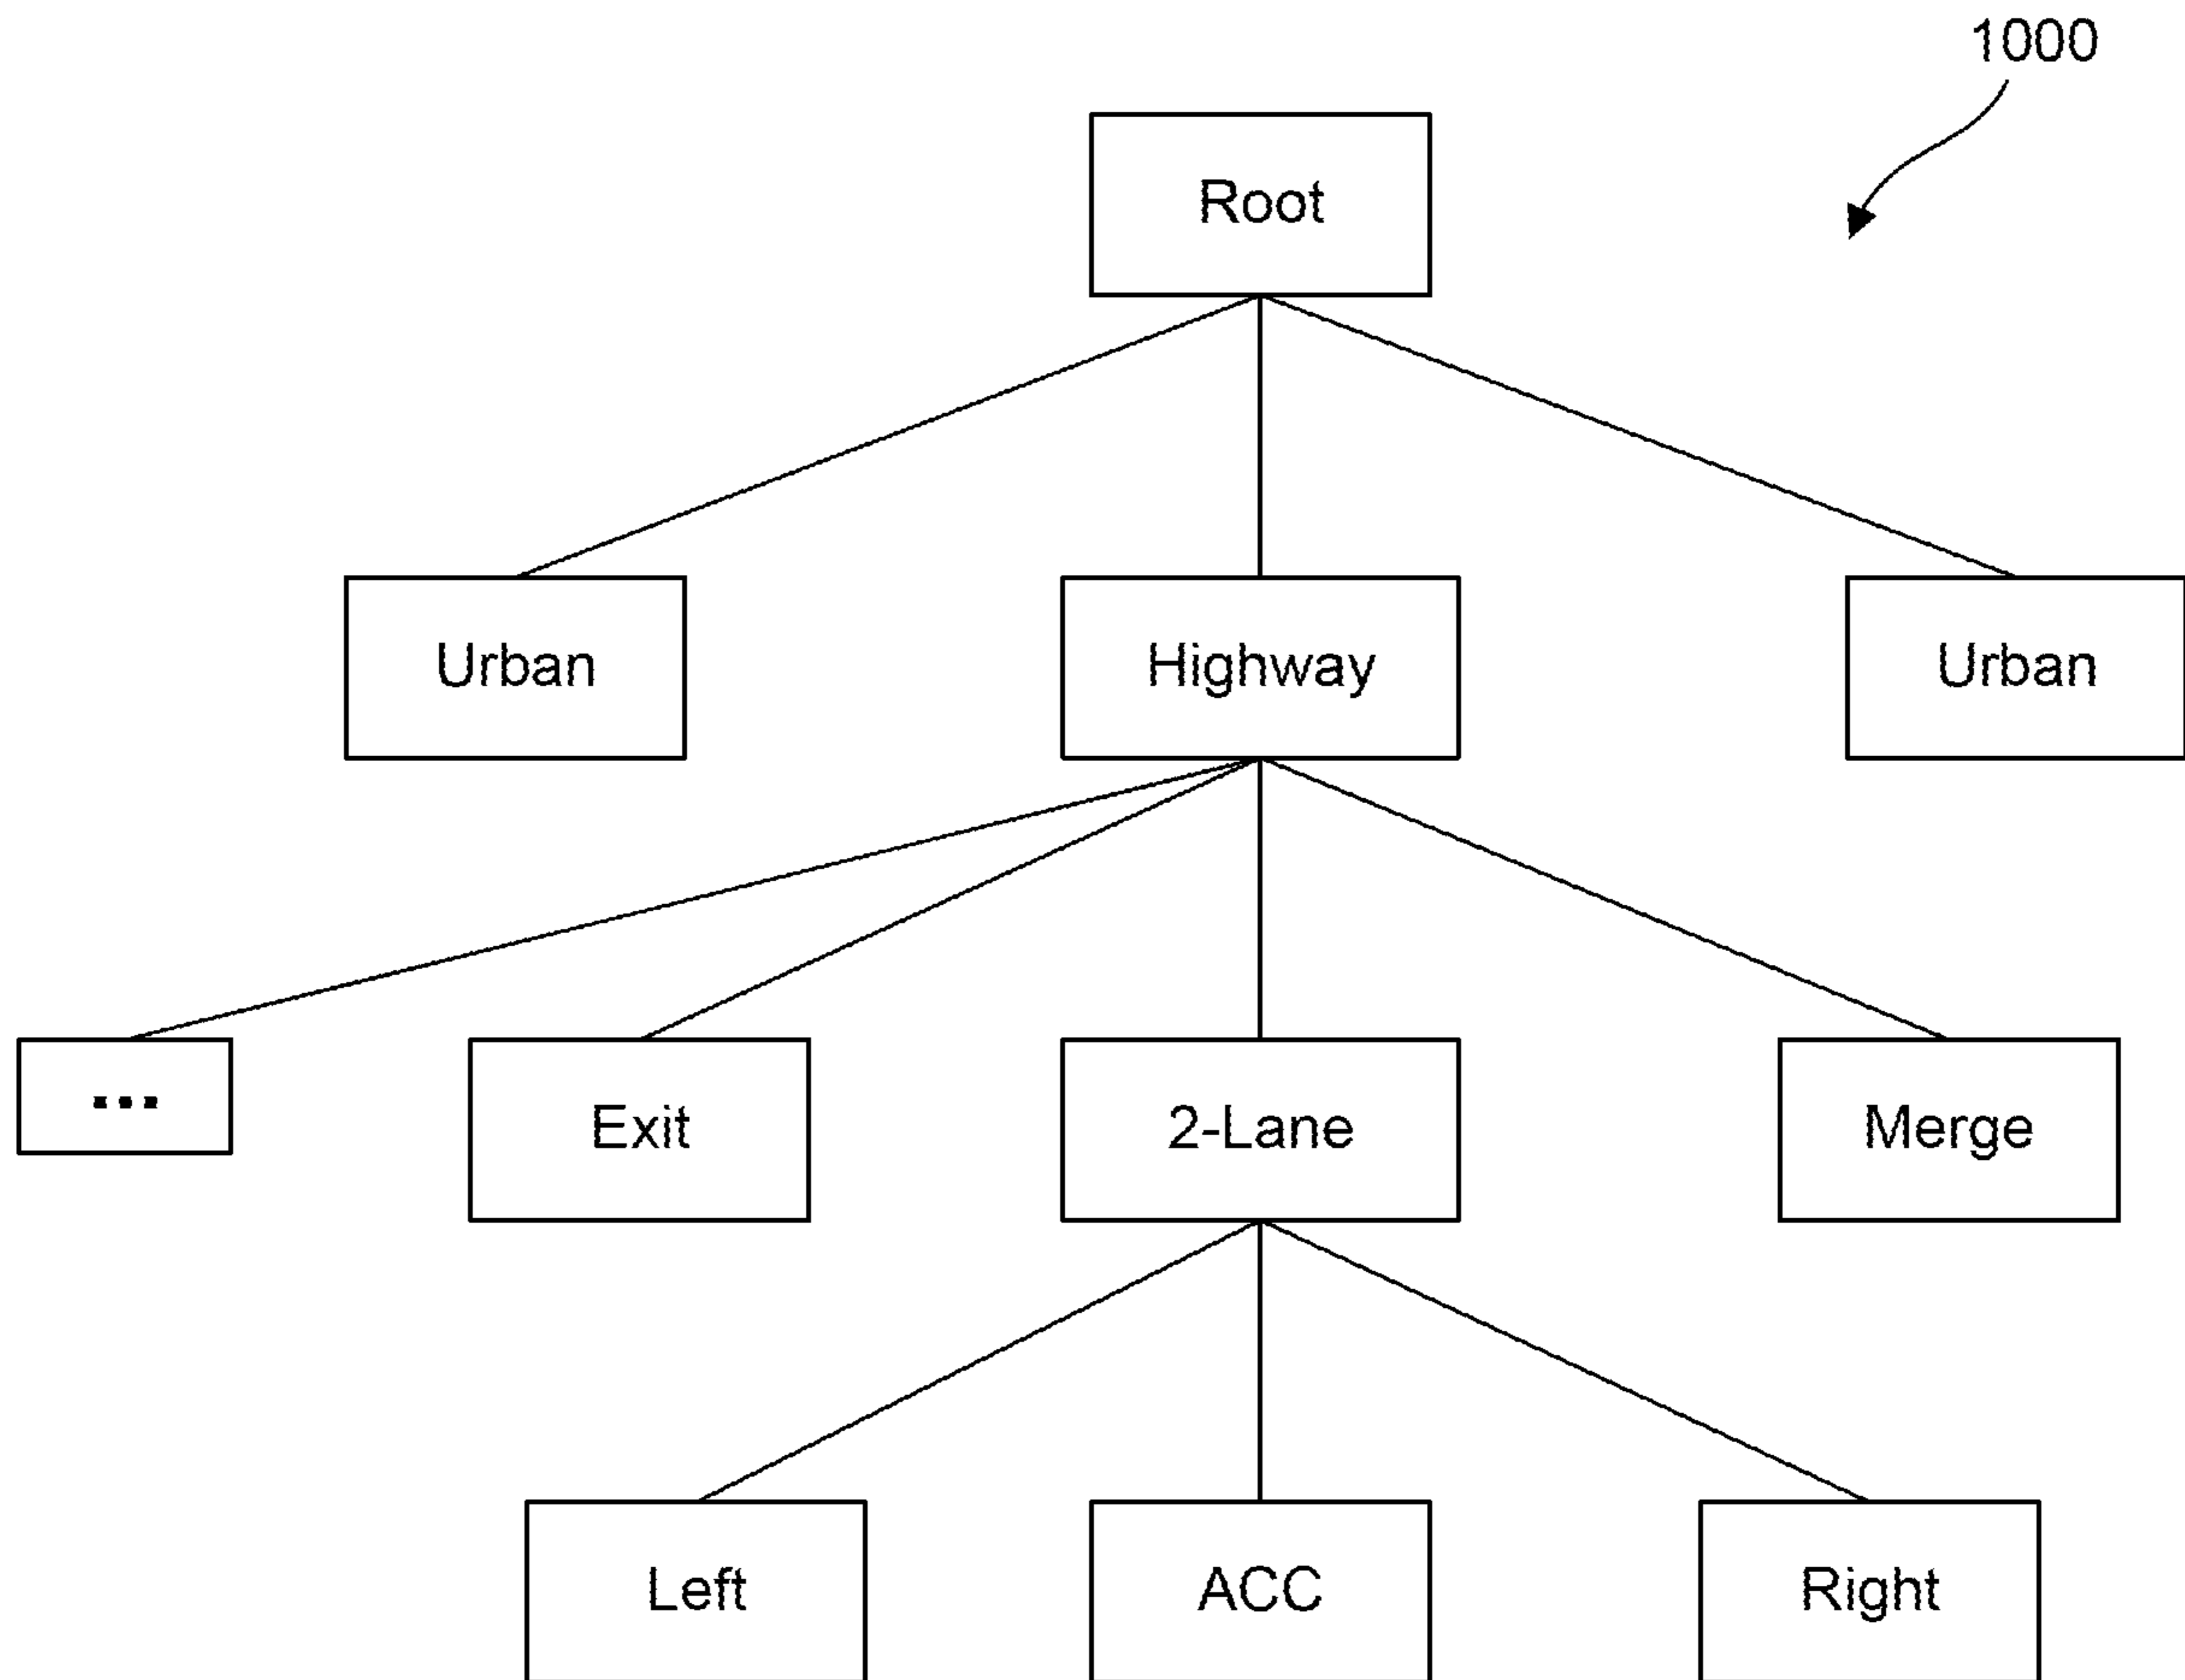 1000
Root
Urban
Highway
Urban
...
Exit
2-Lane
Merge
Left
ACC
Right